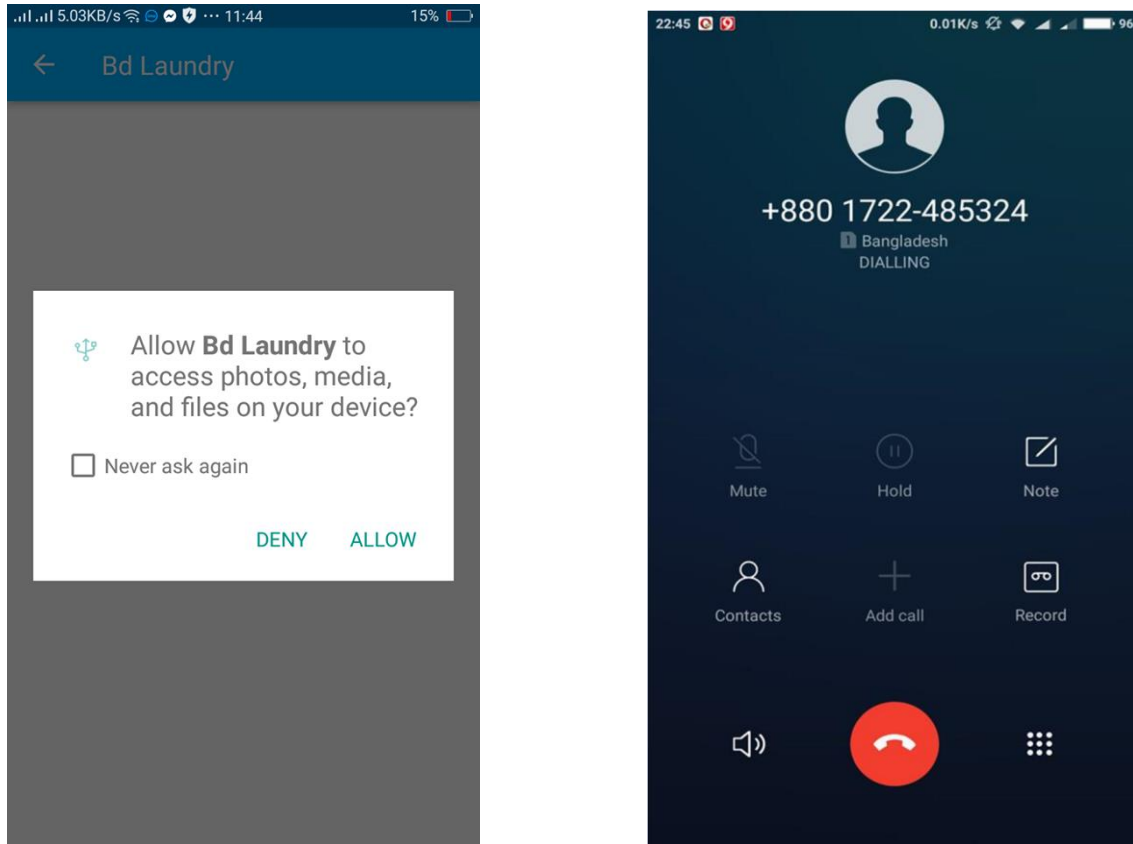 5.03KB/s ··· 11:44 15%
Bd Laundry
Allow Bd Laundry to
access photos, media,
and files on your device?
Never ask again
DENY ALLOW
22:45 0.01K/s 96
+880 1722-485324
1 Bangladesh
DIALLING
Mute Hold Note
Contacts Add call Record